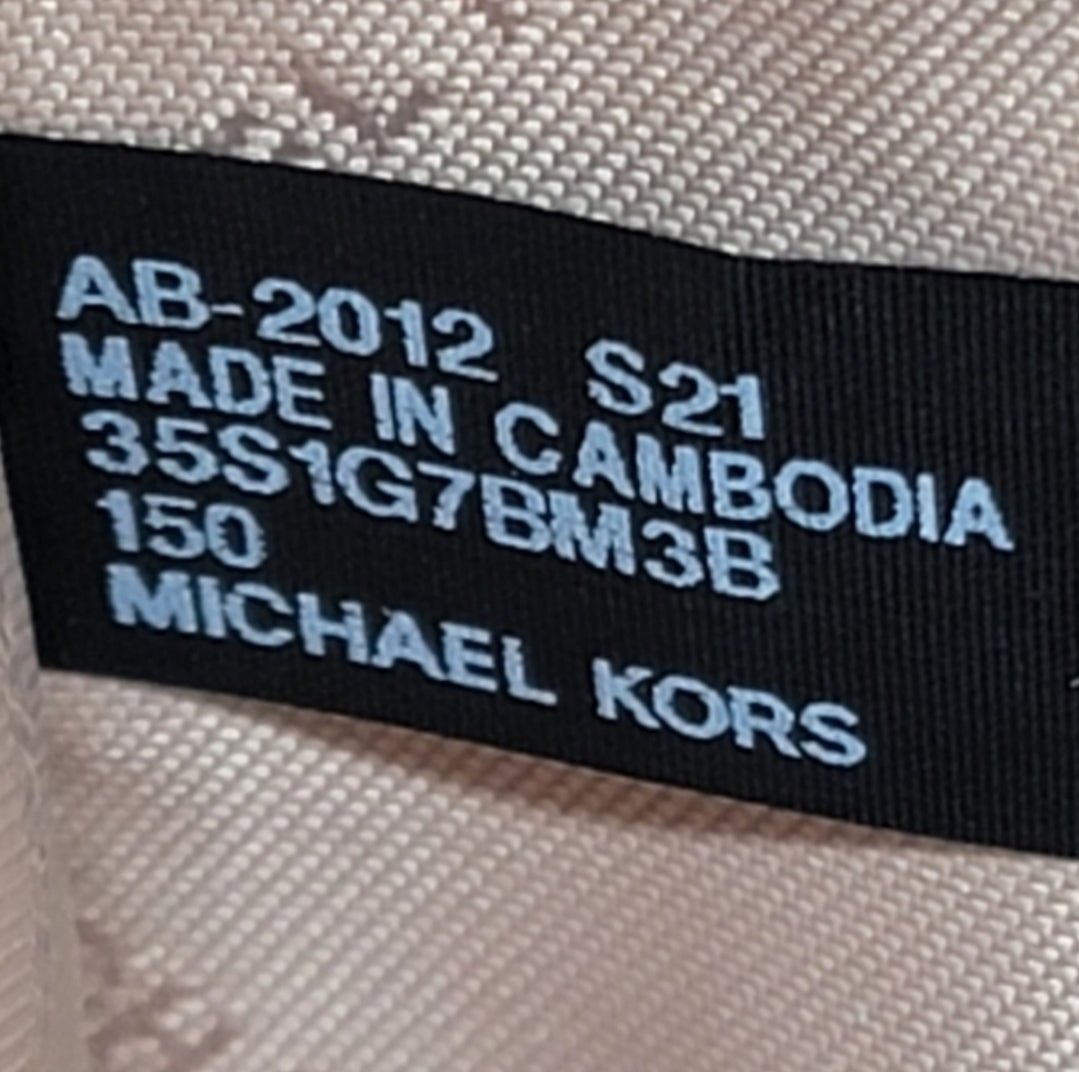 AB-2012 S21
MADE IN CAMBODIA
35S1G7BM3B
150
MICHAEL KORS